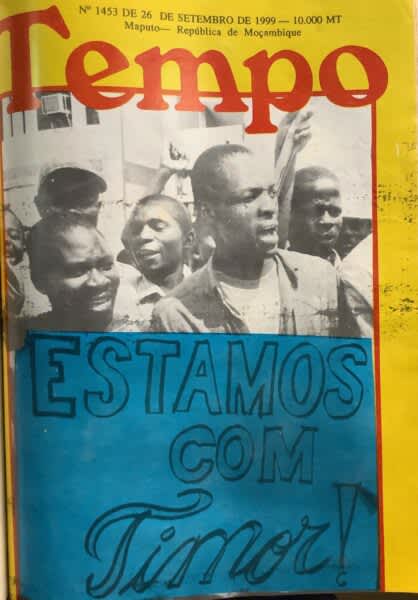 Nº 1453 DE 26 DE SETEMBRO DE 1999 — 10.000 MT
Maputo— República de Moçambique
Tempo
ESTAMOS
COM
Timor!